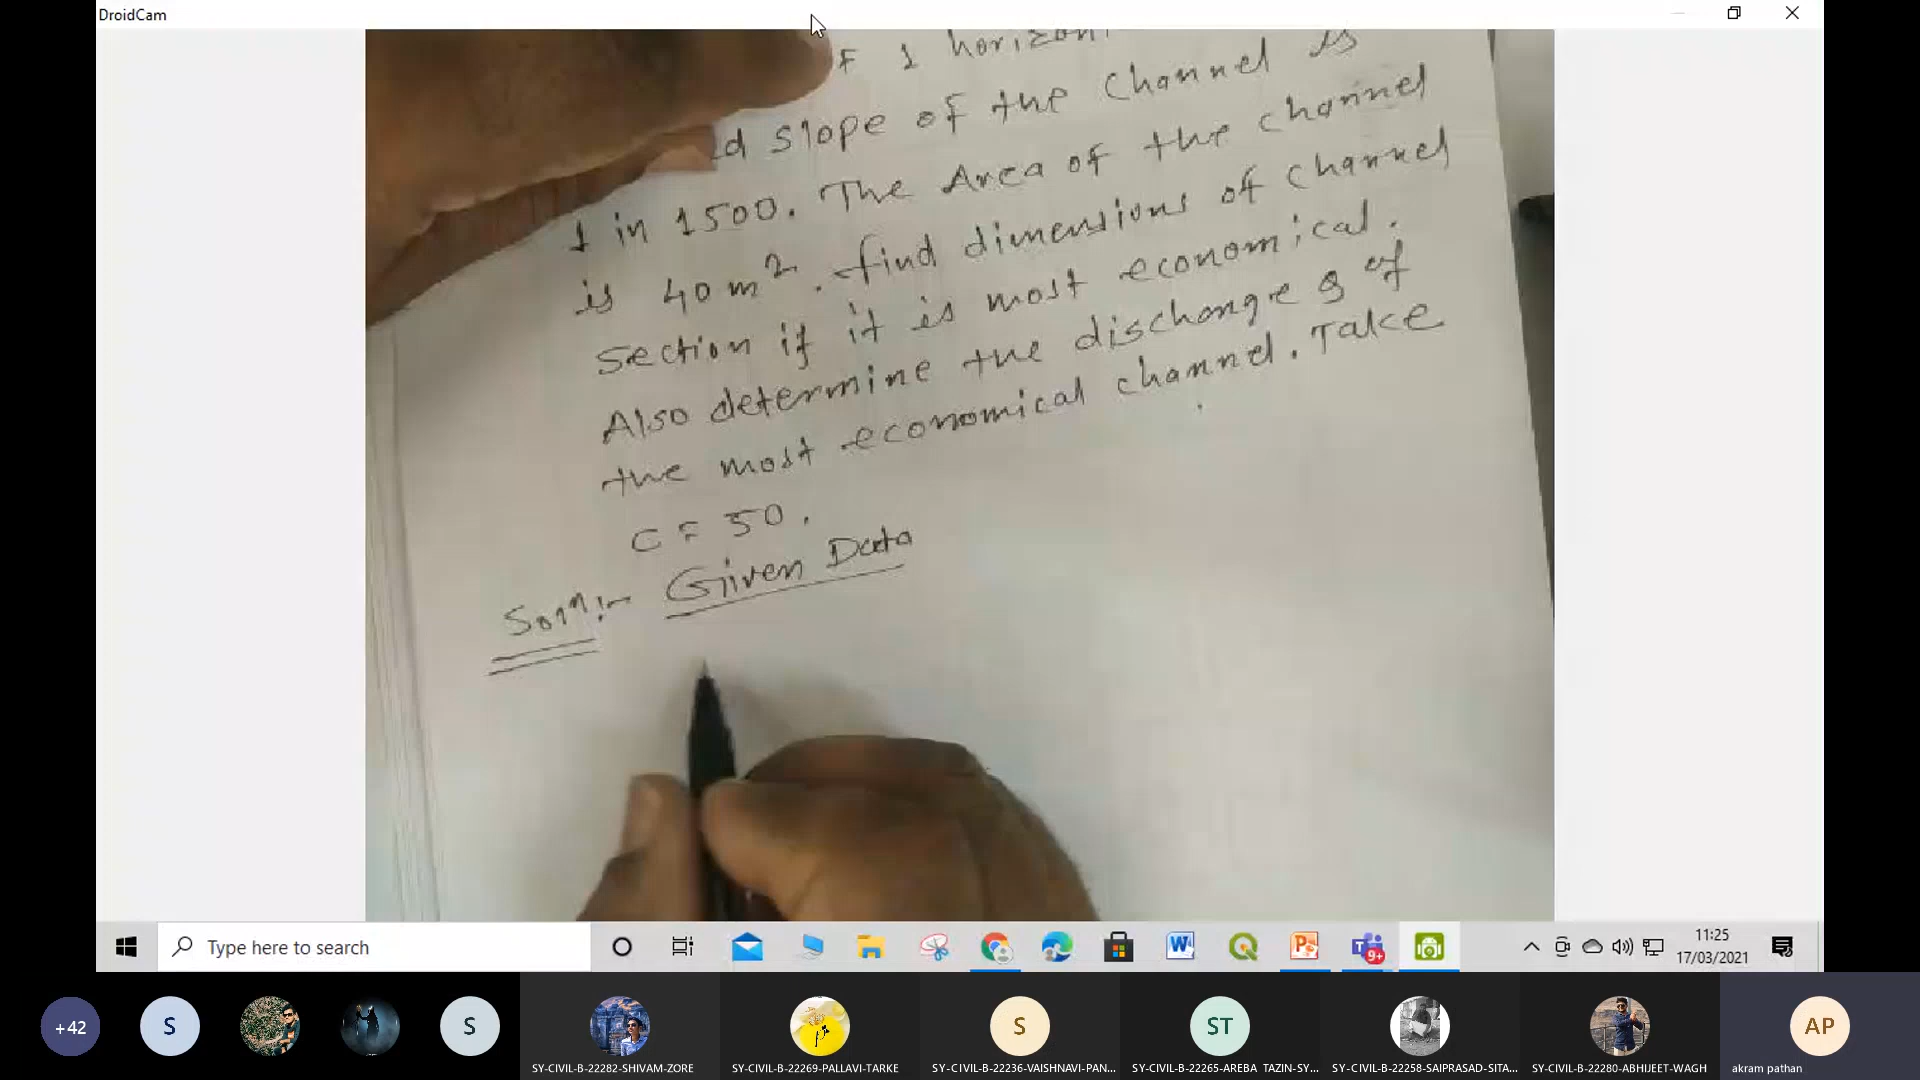 DroidCam
F 1 horizon
d slope of the channel is
1 in 1500. The Area of the channel
is 40 m². find dimensions of channel
section if it is most economical.
Also determine the discharge of
the most economical channel. Take
C = 50.
Soln:- Given Data
Type here to search
9+
11:25
17/03/2021
+42
S
S
S
ST
AP
SY-CIVIL-B-22282-SHIVAM-ZORE
SY-CIVIL-B-22269-PALLAVI-TARKE
SY-CIVIL-B-22236-VAISHNAVI-PAN...
SY-CIVIL-B-22265-AREBA TAZIN-SY...
SY-CIVIL-B-22258-SAIPRASAD-SITA...
SY-CIVIL-B-22280-ABHIJEET-WAGH
akram pathan